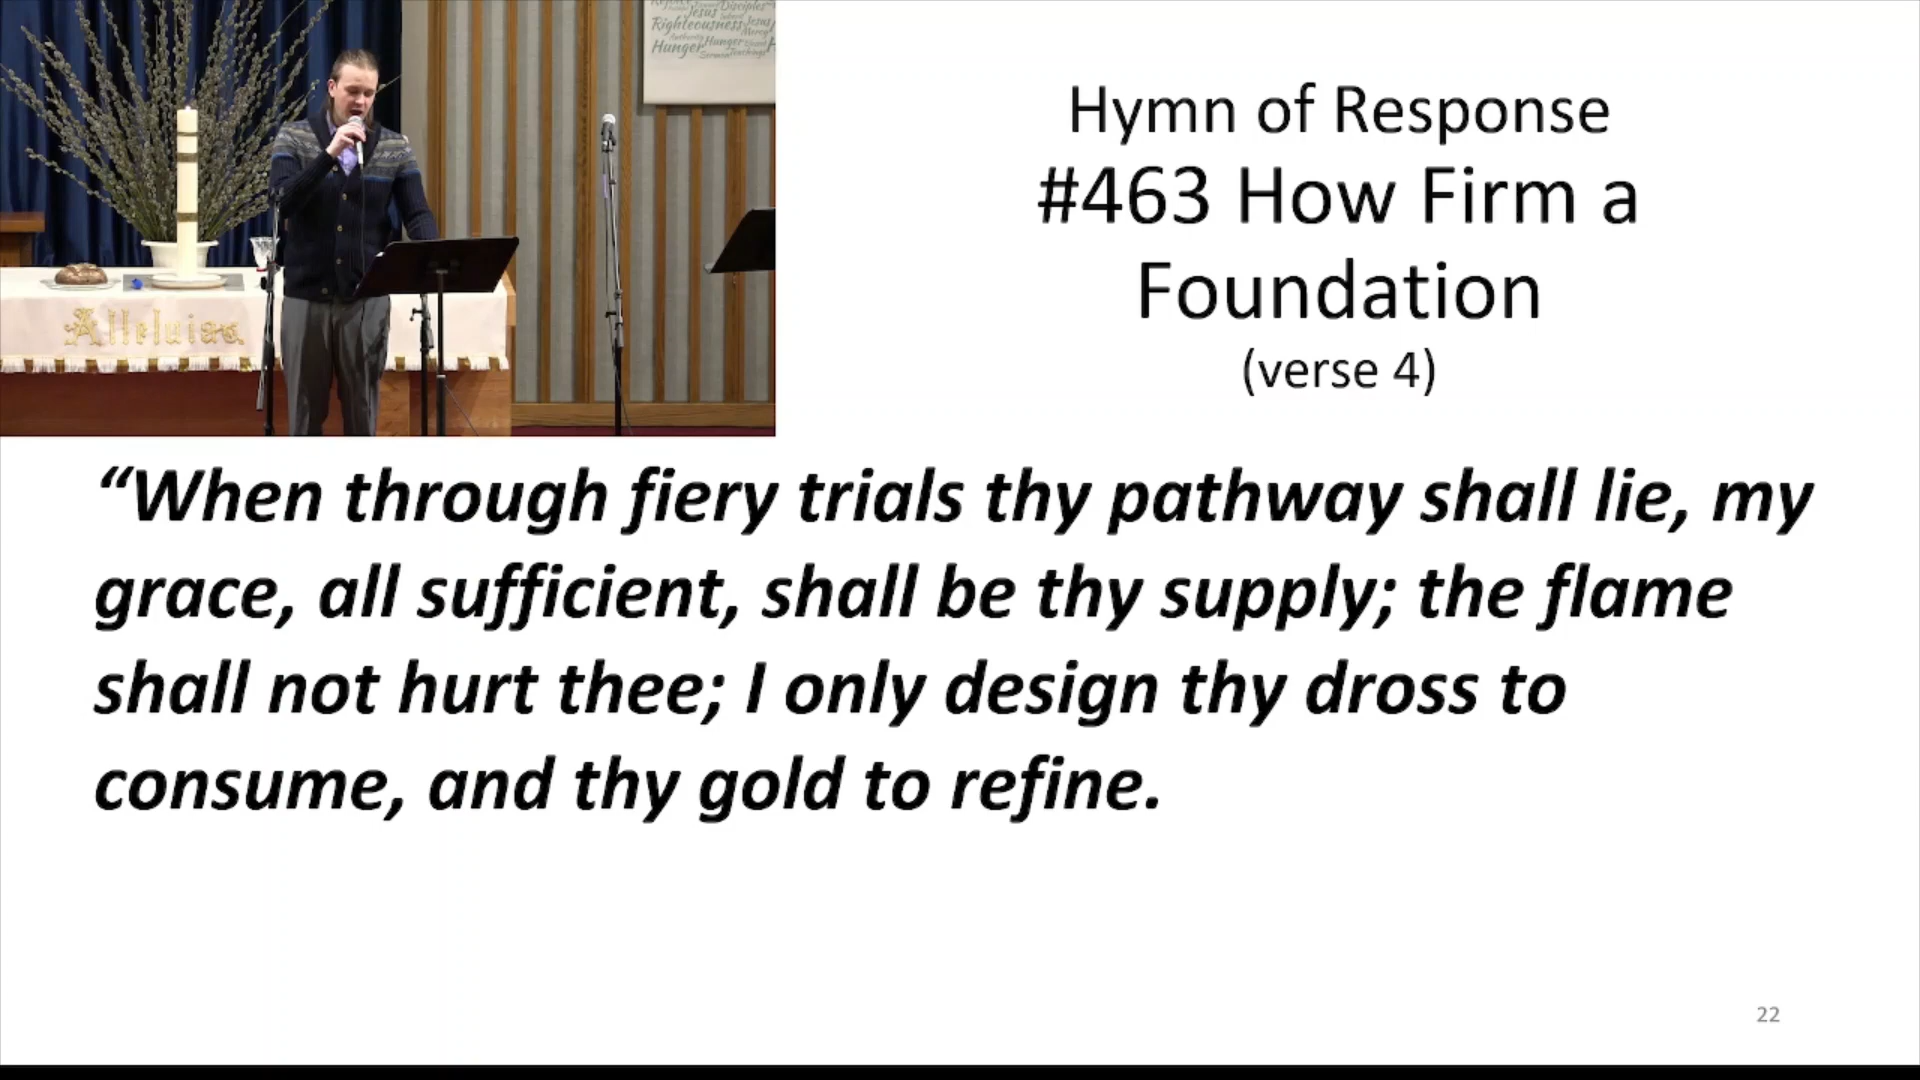 Righteousness Jesus
Hunger Hunger
Alleluias
Hymn of Response
#463 How Firm a
Foundation
(verse 4)
“When through fiery trials thy pathway shall lie, my
grace, all sufficient, shall be thy supply; the flame
shall not hurt thee; I only design thy dross to
consume, and thy gold to refine.
22